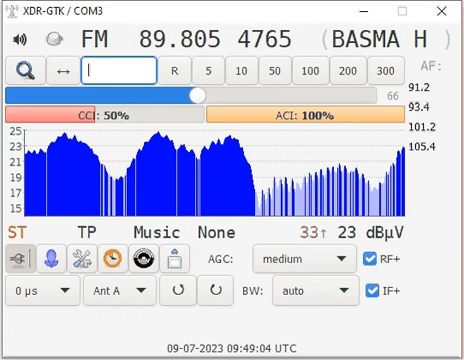 XDR-GTK / COM3
FM 89.805 4765 (BASMA H )
R 5 10 50 100 200 300 AF:
66 91.2
93.4
CCI: 50% ACI: 100%
101.2
105.4
25
23
21
19
17
15
ST TP Music None 33↑ 23 dBµV
AGC: medium RF+
0 µs Ant A BW: auto IF+
09-07-2023 09:49:04 UTC